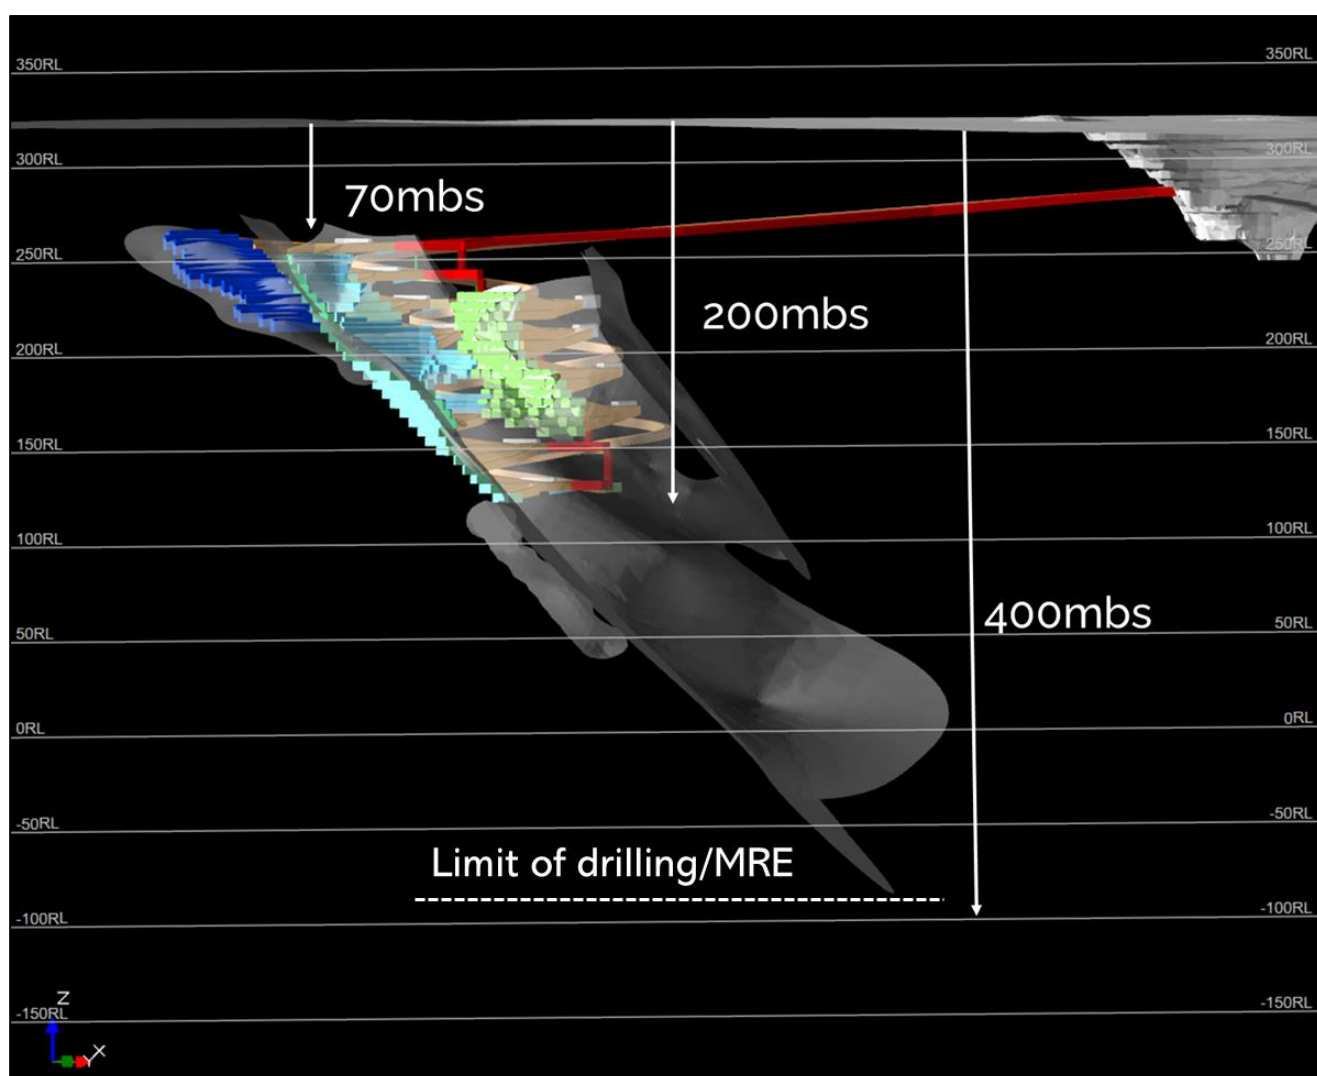 350RL 350RL
300RL 300RL
70mbs
250RL 250RL
200mbs
200RL 200RL
150RL 150RL
100RL 100RL
400mbs
50RL 50RL
0RL 0RL
-50RL -50RL
Limit of drilling/MRE
-100RL -100RL
-150RL -150RL
Z
Y X